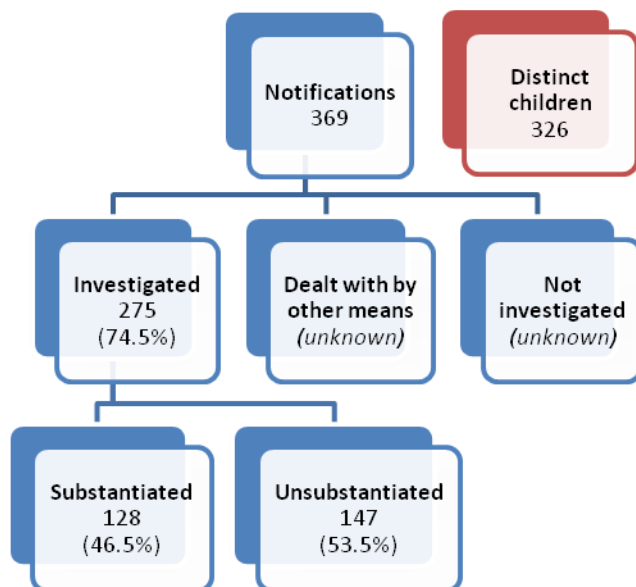 Notifications
369
Distinct
children
326
Investigated
275
(74.5%)
Dealt with by
other means
(unknown)
Not
investigated
(unknown)
Substantiated
128
(46.5%)
Unsubstantiated
147
(53.5%)